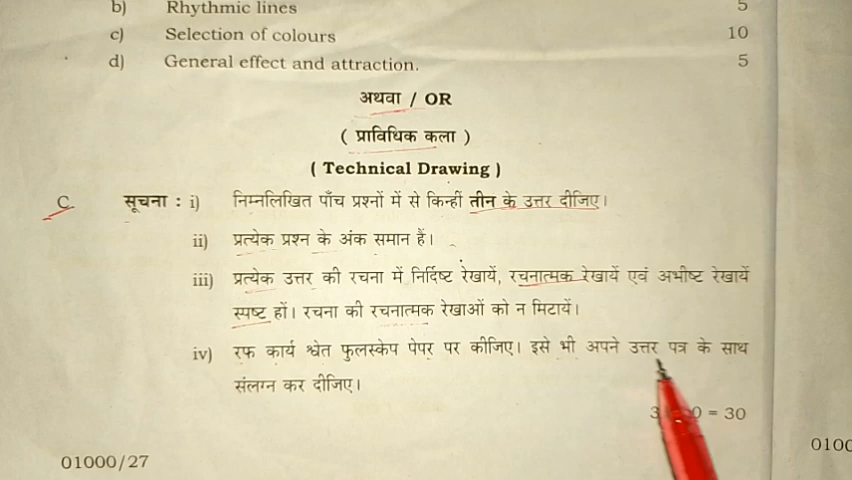 b) Rhythmic lines 5
c) Selection of colours 10
d) General effect and attraction. 5
अथवा / OR
( प्राविधिक कला )
( Technical Drawing )
C. सूचना : i) निम्नलिखित पाँच प्रश्नों में से किन्हीं तीन के उत्तर दीजिए।
ii) प्रत्येक प्रश्न के अंक समान हैं।
iii) प्रत्येक उत्तर की रचना में निर्दिष्ट रेखायें, रचनात्मक रेखायें एवं अभीष्ट रेखायें
स्पष्ट हों। रचना की रचनात्मक रेखाओं को न मिटायें।
iv) रफ कार्य श्वेत फुलस्केप पेपर पर कीजिए। इसे भी अपने उत्तर पत्र के साथ
संलग्न कर दीजिए।
= 30
01000/27